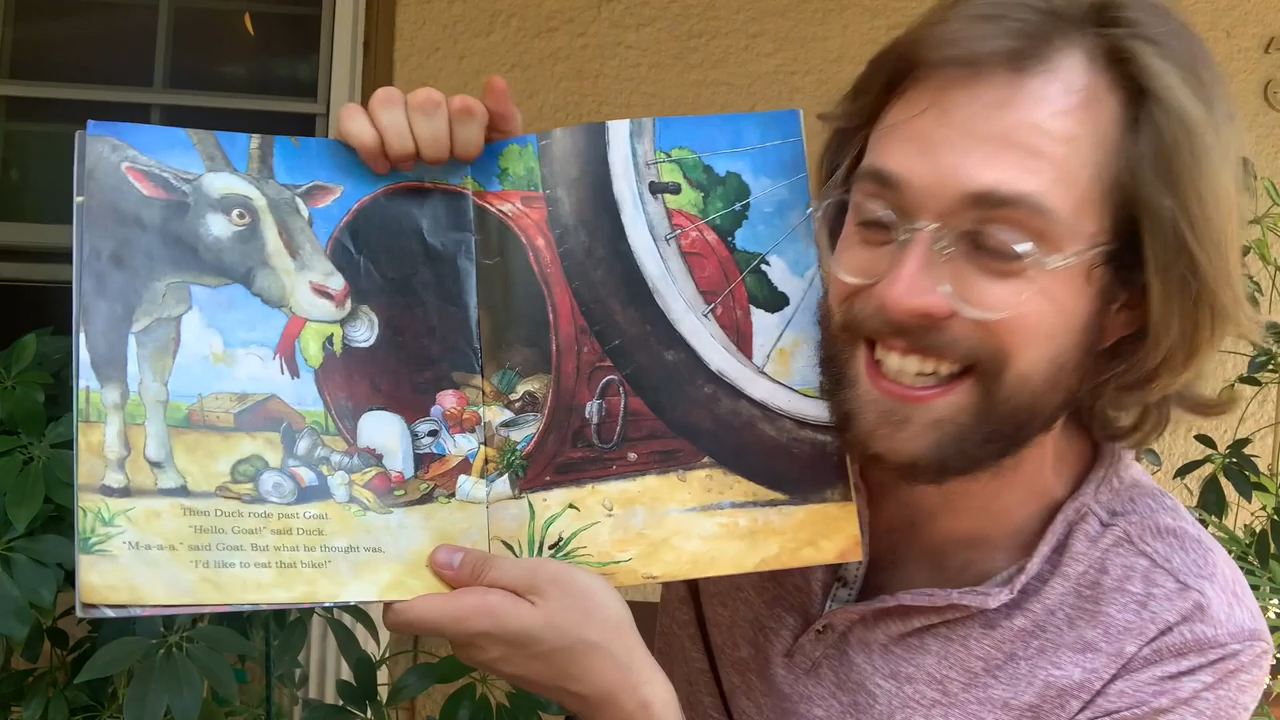 Then Duck rode past Goat.
"Hello, Goat!" said Duck.
"M-a-a-a," said Goat. But what he thought was,
"I'd like to eat that bike!"